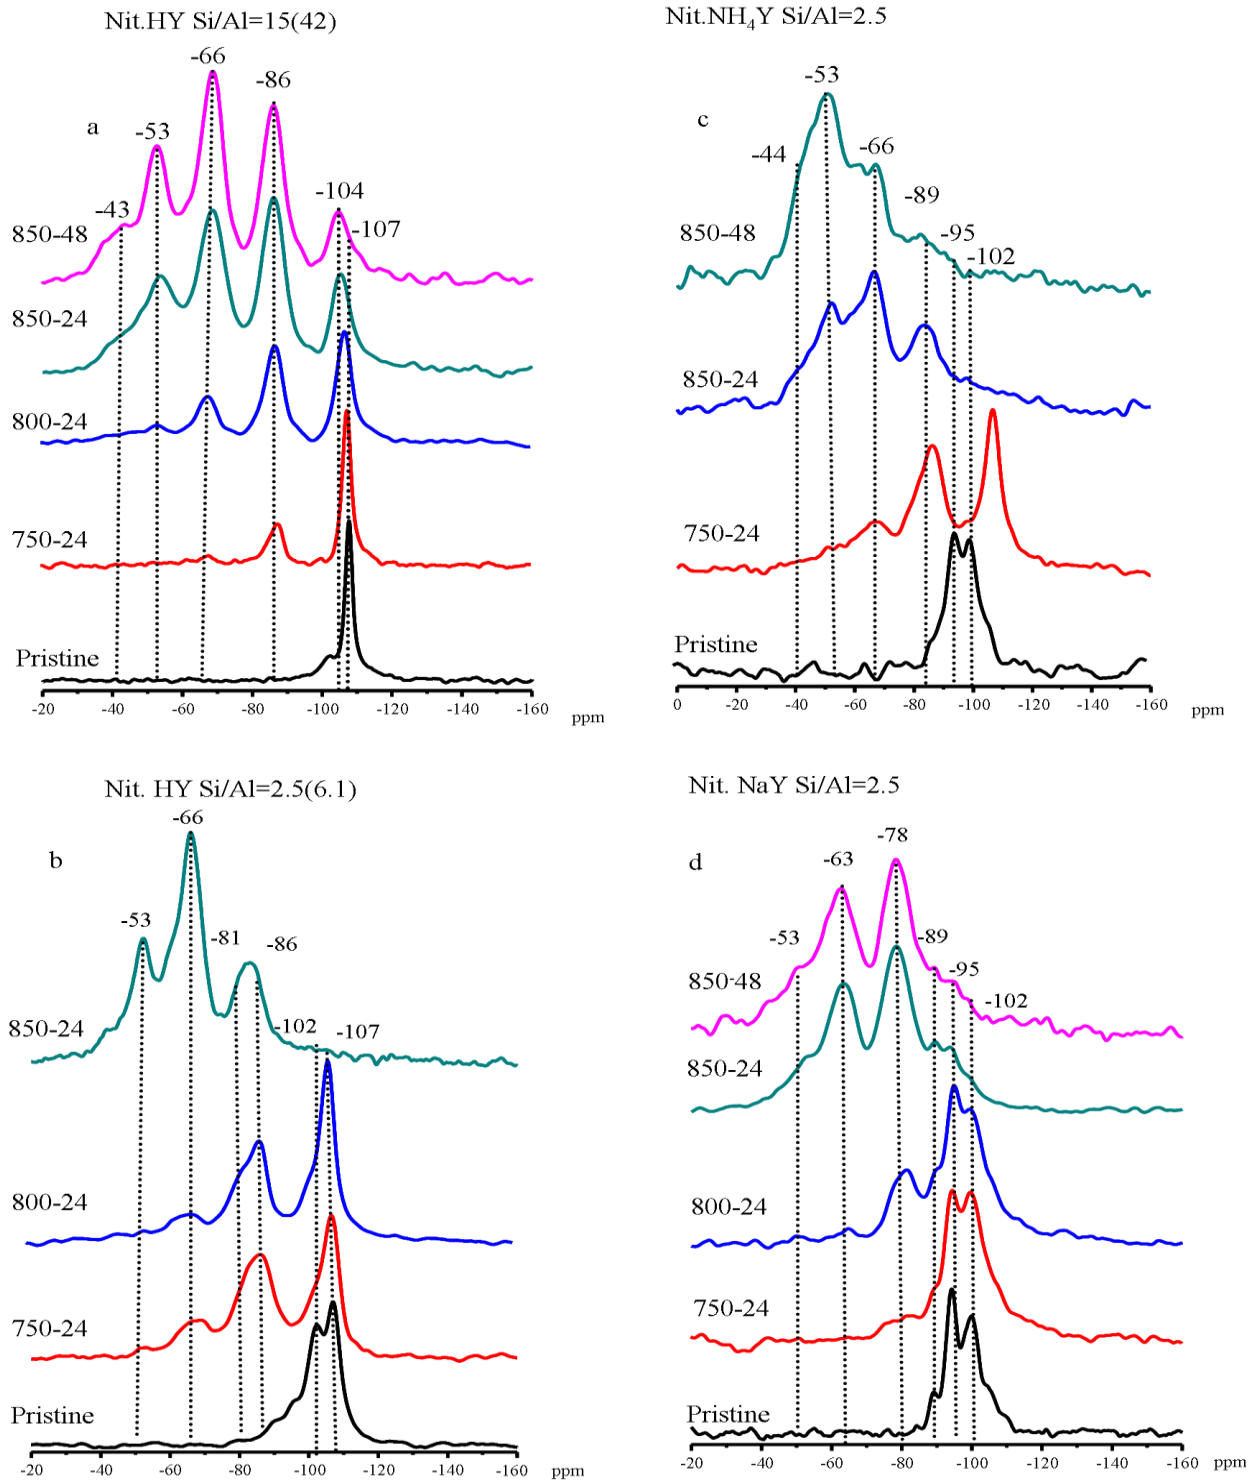 Nit.HY Si/Al=15(42)
-66
-86
a
-53
-104
-43
-107
850-48
850-24
800-24
750-24
Pristine
-20 -40 -60 -80 -100 -120 -140 -160 ppm
Nit.NH₄Y Si/Al=2.5
-53
c
-44
-66
-89
-95
-102
850-48
850-24
750-24
Pristine
0 -20 -40 -60 -80 -100 -120 -140 -160 ppm
Nit. HY Si/Al=2.5(6.1)
-66
b
-53
-81
-86
-102
-107
850-24
800-24
750-24
Pristine
-20 -40 -60 -80 -100 -120 -140 -160 ppm
Nit. NaY Si/Al=2.5
-78
-63
d
-53
-89
-95
-102
850-48
850-24
800-24
750-24
Pristine
-20 -40 -60 -80 -100 -120 -140 -160 ppm